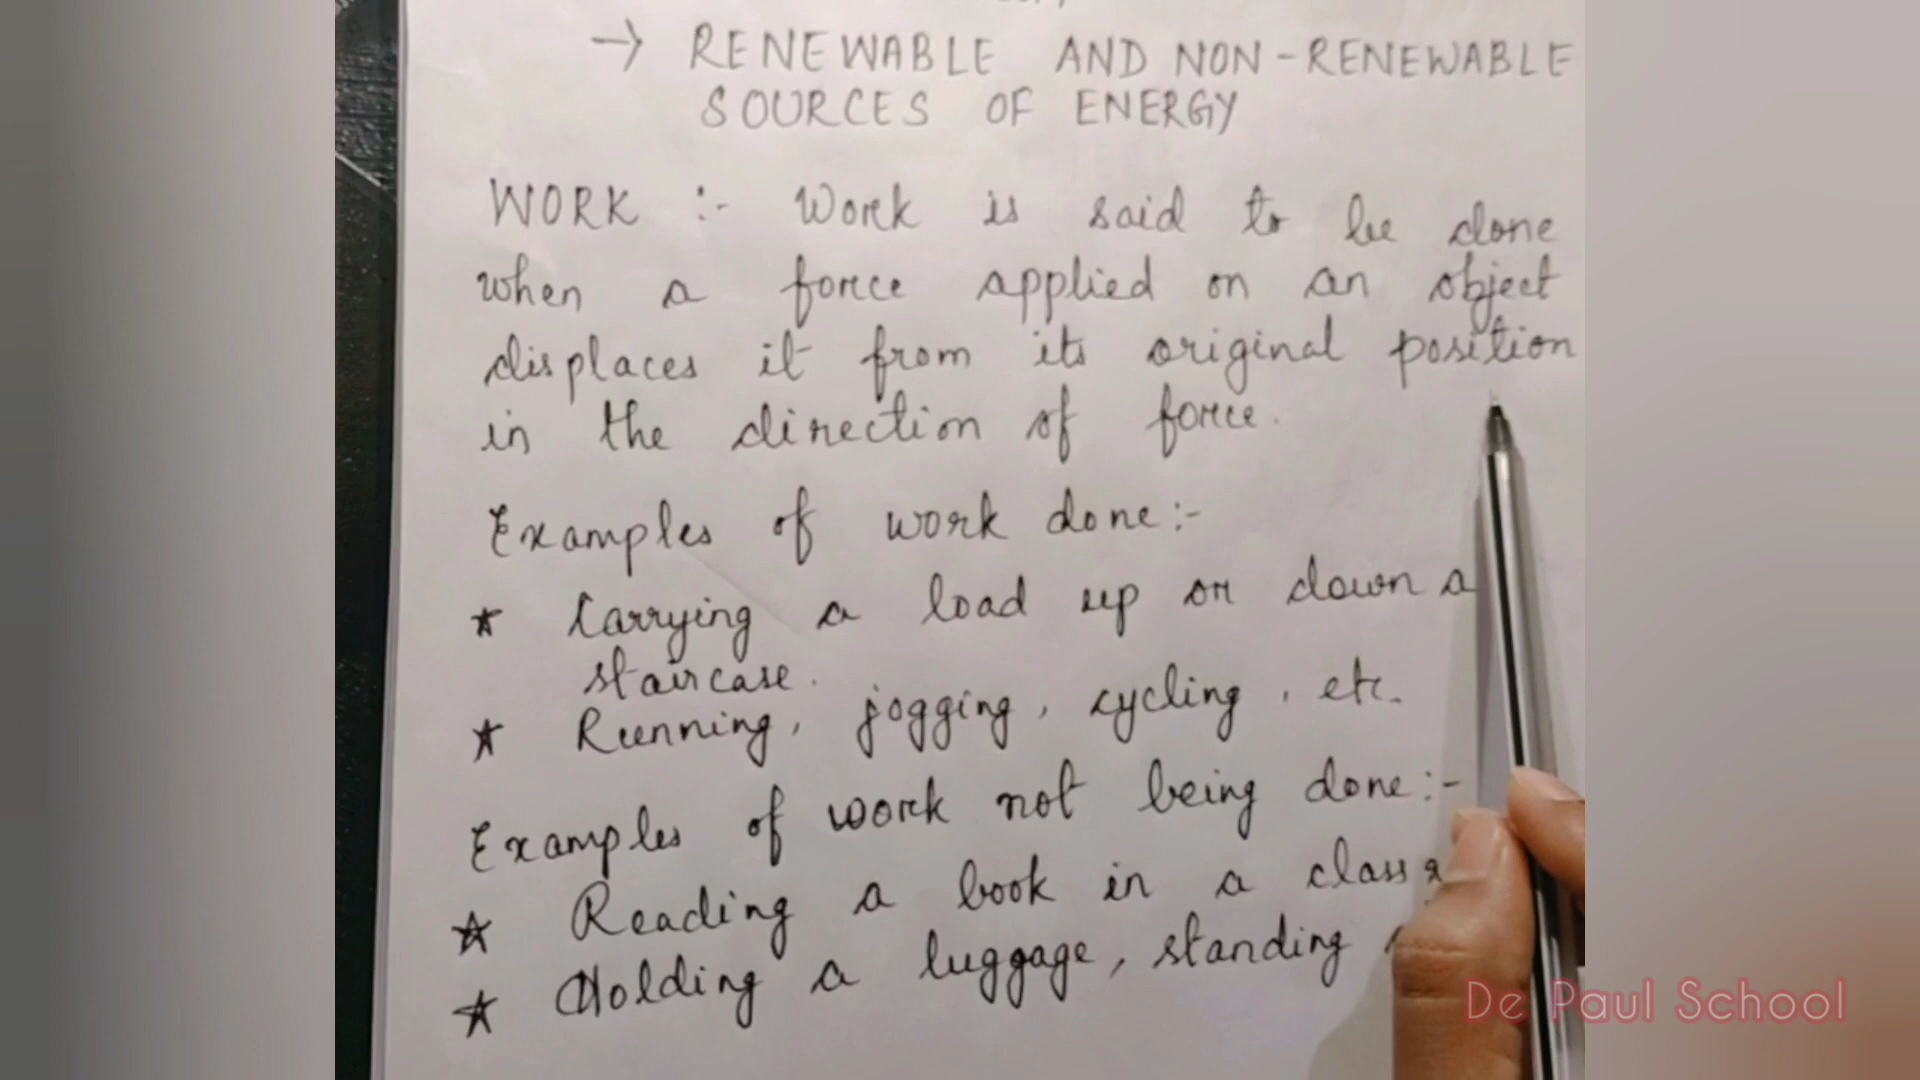 → RENEWABLE AND NON-RENEWABLE
SOURCES OF ENERGY
WORK :- Work is said to be done
when a force applied on an object
displaces it from its original position
in the direction of force.
Examples of work done:-
* Carrying a load up or down a
staircase.
* Running, jogging, cycling, etc.
Examples of work not being done:-
* Reading a book in a class
* Holding a luggage, standing
De Paul School